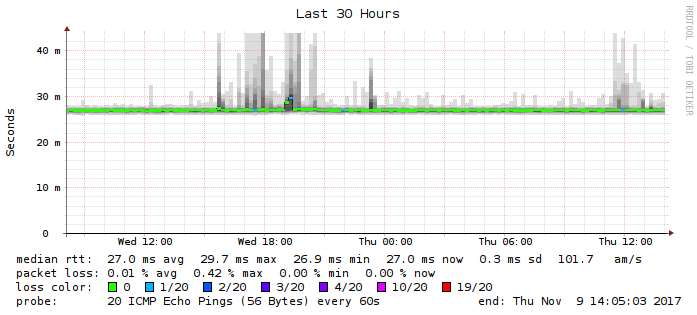 Last 30 Hours
RRDTOOL / TOBI OETIKER
Seconds
40 m
30 m
20 m
10 m
0
Wed 12:00 Wed 18:00 Thu 00:00 Thu 06:00 Thu 12:00
median rtt: 27.0 ms avg 29.7 ms max 26.9 ms min 27.0 ms now 0.3 ms sd 101.7 am/s
packet loss: 0.01 % avg 0.42 % max 0.00 % min 0.00 % now
loss color: 0 1/20 2/20 3/20 4/20 10/20 19/20
probe: 20 ICMP Echo Pings (56 Bytes) every 60s end: Thu Nov 9 14:05:03 2017